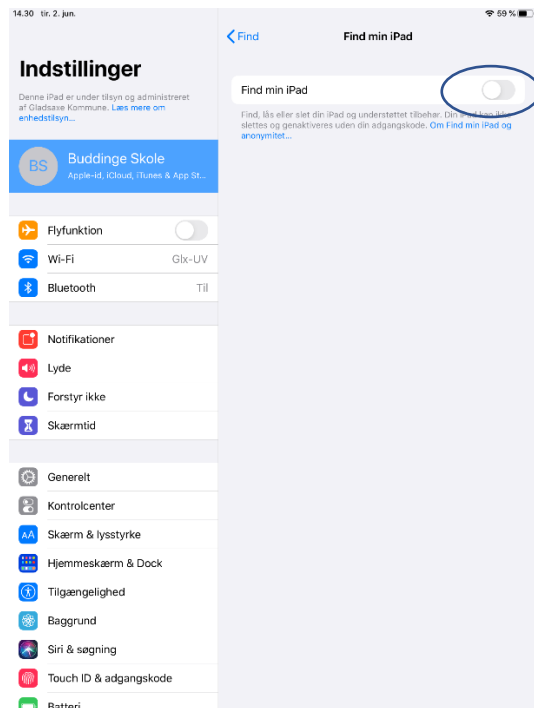 14.30 tir. 2. jun.
59 %
Indstillinger
Denne iPad er under tilsyn og administreret
af Gladsaxe Kommune. Læs mere om
enhedstilsyn...
BS
Buddinge Skole
Apple-id, iCloud, iTunes & App St...
Flyfunktion
Wi-Fi Glx-UV
Bluetooth Til
Notifikationer
Lyde
Forstyr ikke
Skærmtid
Generelt
Kontrolcenter
AA Skærm & lysstyrke
Hjemmeskærm & Dock
Tilgængelighed
Baggrund
Siri & søgning
Touch ID & adgangskode
Batteri
Find
Find min iPad
Find min iPad
Find, lås eller slet din iPad og understøttet tilbehør. Din iPad kan ikke
slettes og genaktiveres uden din adgangskode. Om Find min iPad og
anonymitet...